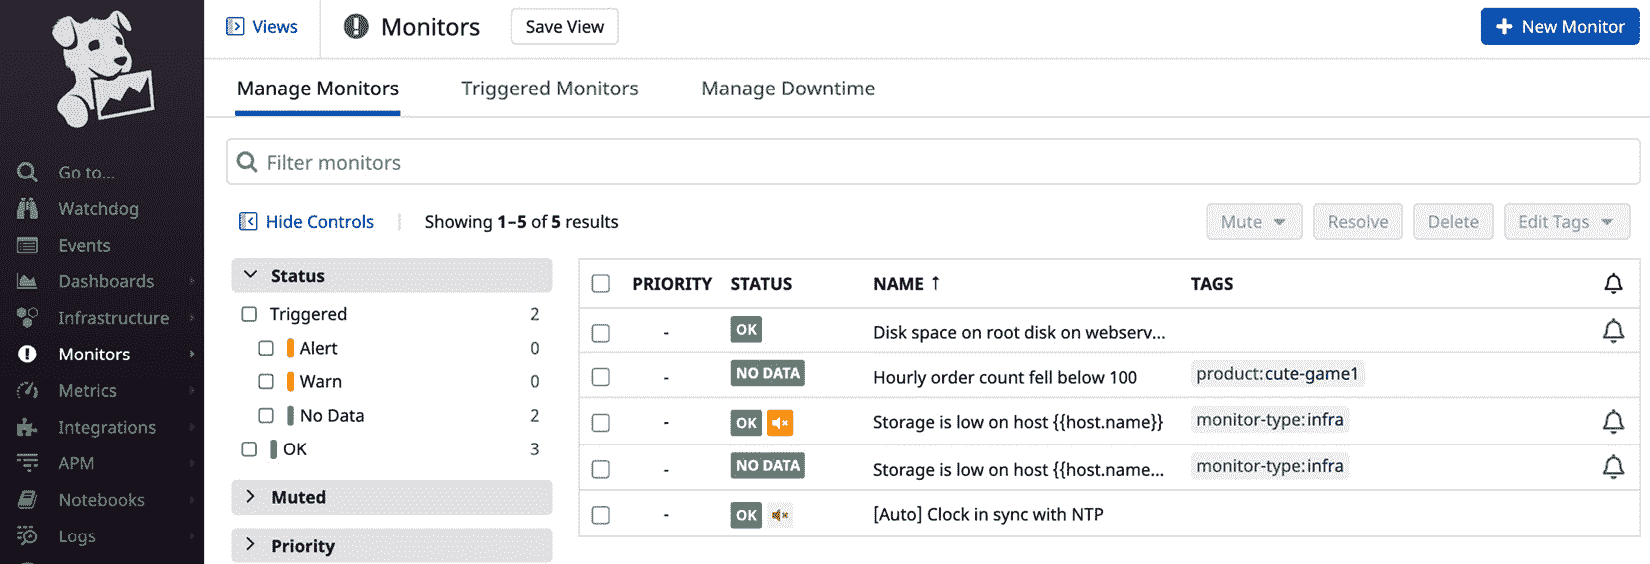 Views
Monitors
Save View
New Monitor
Manage Monitors
Triggered Monitors
Manage Downtime
Filter monitors
Go to...
Watchdog
Events
Dashboards
Infrastructure
Monitors
Metrics
Integrations
APM
Notebooks
Logs
Hide Controls
Showing 1–5 of 5 results
Mute
Resolve
Delete
Edit Tags
Status
Triggered 2
Alert 0
Warn 0
No Data 2
OK 3
Muted
Priority
PRIORITY STATUS NAME ↑ TAGS
- OK Disk space on root disk on webserv...
- NO DATA Hourly order count fell below 100 product:cute-game1
- OK Storage is low on host {{host.name}} monitor-type:infra
- NO DATA Storage is low on host {{host.name... monitor-type:infra
- OK [Auto] Clock in sync with NTP